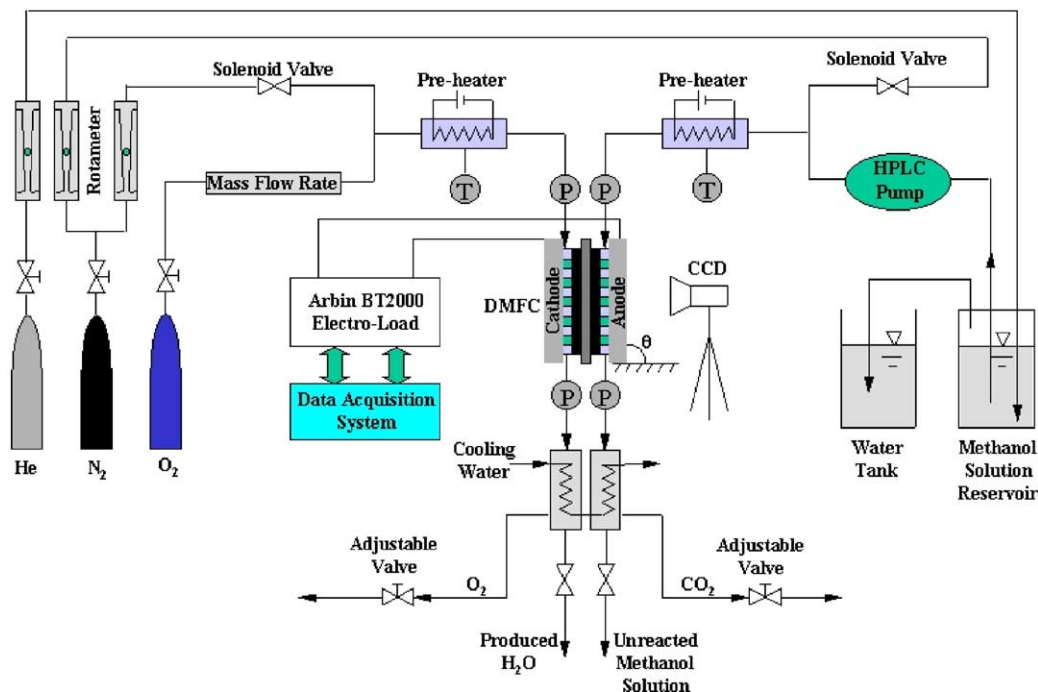 Solenoid Valve
Solenoid Valve
Pre-heater
Pre-heater
Rotameter
Mass Flow Rate
T
P
P
T
HPLC
Pump
Arbin BT2000
Electro-Load
DMFC
Cathode
Anode
CCD
θ
Data Acquisition
System
P
P
He
N₂
O₂
Cooling
Water
Water
Tank
Methanol
Solution
Reservoir
Adjustable
Valve
O₂
CO₂
Adjustable
Valve
Produced
H₂O
Unreacted
Methanol
Solution